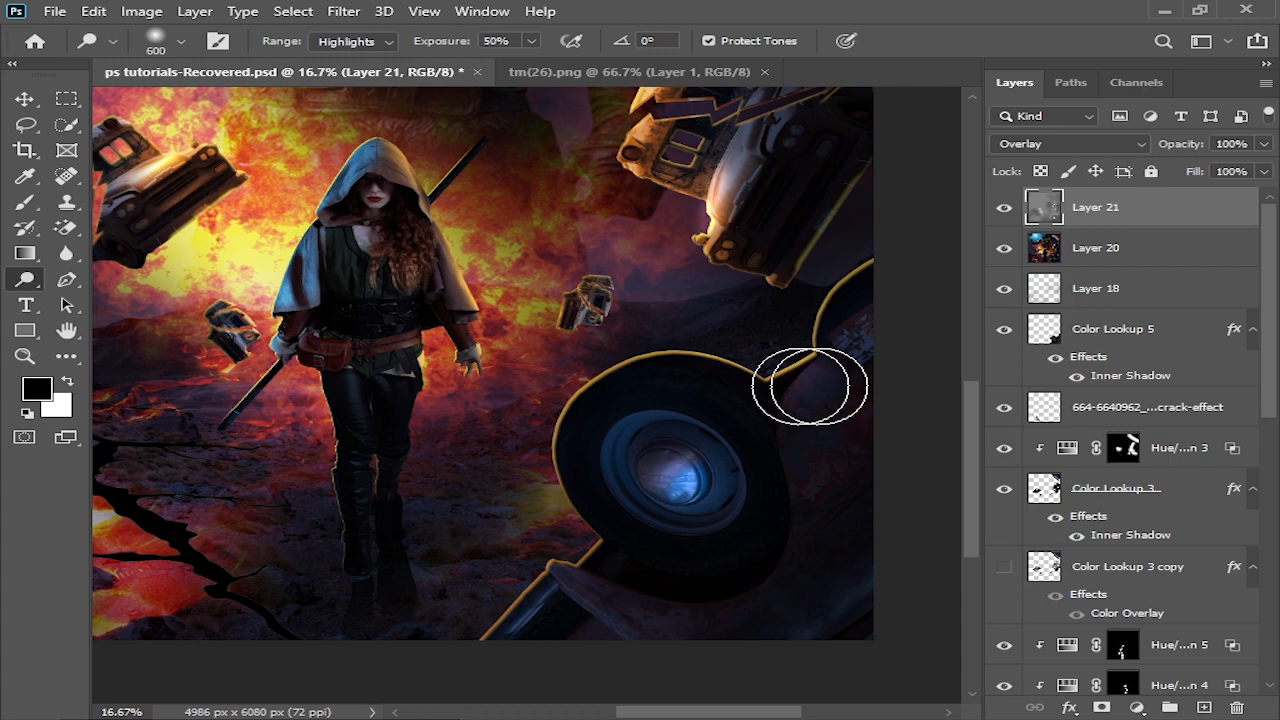 Ps File Edit Image Layer Type Select Filter 3D View Window Help
600 Range: Highlights Exposure: 50% 0° Protect Tones
ps tutorials-Recovered.psd @ 16.7% (Layer 21, RGB/8) * × tm(26).png @ 66.7% (Layer 1, RGB/8) ×
Layers Paths Channels
Kind
Overlay Opacity: 100%
Lock: Fill: 100%
Layer 21
Layer 20
Layer 18
Color Lookup 5 fx
Effects
Inner Shadow
664-6640962_...crack-effect
Hue/...n 3
Color Lookup 3 fx
Effects
Inner Shadow
Color Lookup 3 copy fx
Effects
Color Overlay
Hue/...n 5
Hue/...n 4
16.67% 4986 px x 6080 px (72 ppi)